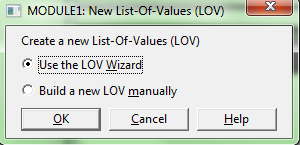 MODULE1: New List-Of-Values (LOV)
Create a new List-Of-Values (LOV)
Use the LOV Wizard
Build a new LOV manually
OK Cancel Help